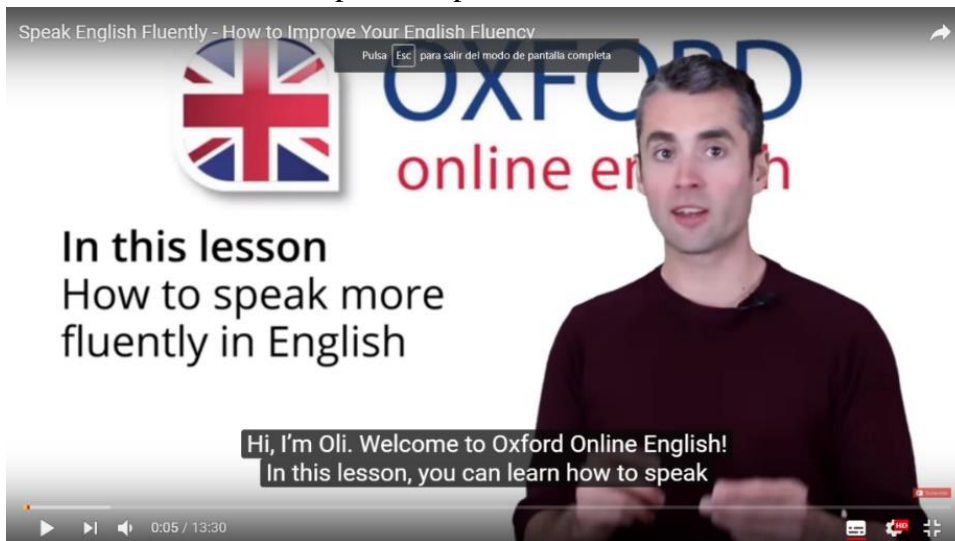 Speak English Fluently - How to Improve Your English Fluency
Pulsa Esc para salir del modo de pantalla completa
OXFORD
online en h
In this lesson
How to speak more
fluently in English
Hi, I'm Oli. Welcome to Oxford Online English!
In this lesson, you can learn how to speak
0:05 / 13:30
HD